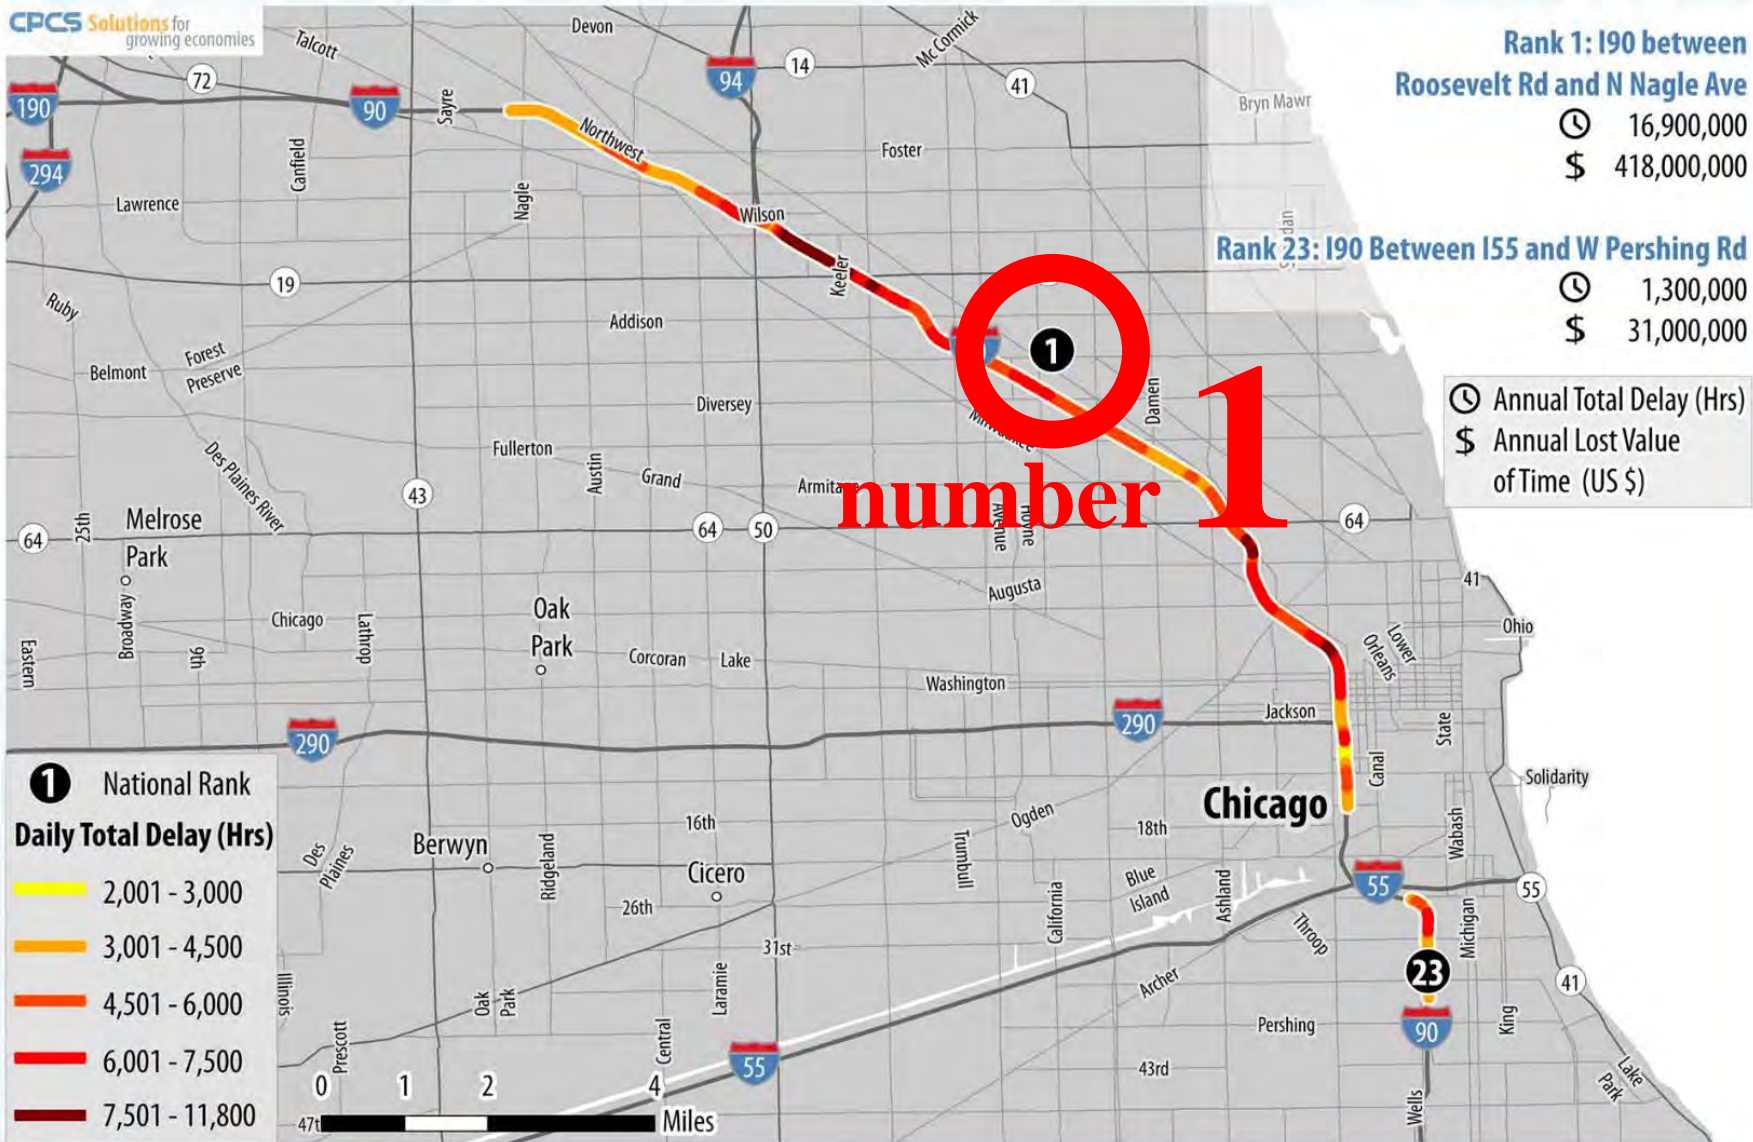 CPCS Solutions for
growing economies
Rank 1: I90 between
Roosevelt Rd and N Nagle Ave
16,900,000
$ 418,000,000
Rank 23: I90 Between I55 and W Pershing Rd
1,300,000
$ 31,000,000
Annual Total Delay (Hrs)
$ Annual Lost Value
of Time (US $)
Talcott
Devon
McCormick
72
94
14
41
190
90
Sayre
Bryn Mawr
Northwest
294
Canfield
Foster
Lawrence
Nagle
Wilson
19
Keeler
Ruby
Addison
1
Forest
Preserve
Belmont
Diversey
Damen
Fullerton
Des Plaines River
Austin
Grand
number 1
43
Avenue
Hoyne
64
25th
Melrose
Park
64
50
64
41
Augusta
Broadway
Chicago
Lathrop
Oak
Park
Ohio
Lower
Orleans
Eastern
9th
Corcoran
Lake
Washington
290
290
Jackson
State
Canal
Solidarity
Chicago
Ogden
16th
18th
Wabash
Des
Plaines
Berwyn
Ridgeland
Cicero
Trumbull
Blue
Island
Ashland
55
55
26th
California
Throop
Michigan
31st
Illinois
Oak
Park
Laramie
Archer
23
41
Prescott
Central
Pershing
90
King
55
43rd
Wells
Lake
Park
1 National Rank
Daily Total Delay (Hrs)
2,001 - 3,000
3,001 - 4,500
4,501 - 6,000
6,001 - 7,500
7,501 - 11,800
0 1 2 4
Miles